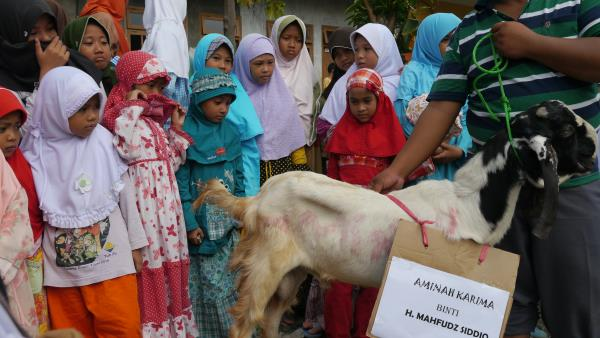 AMINAH KARIMA
BINTI
H. MAHFUDZ SIDDIQ